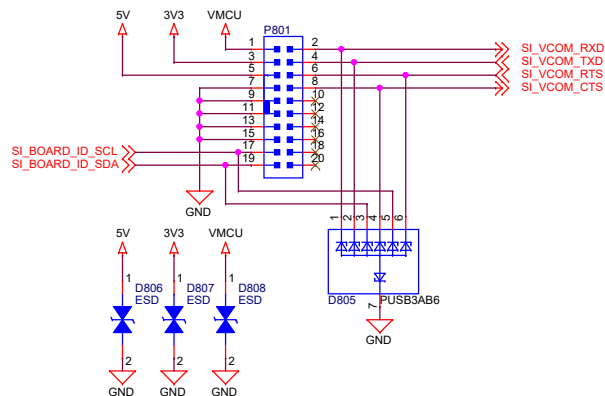 5V 3V3 VMCU P801
1 2 SI_VCOM_RXD
3 4 SI_VCOM_TXD
5 6 SI_VCOM_RTS
7 8 SI_VCOM_CTS
9 10
11 12
13 14
15 16
SI_BOARD_ID_SCL 17 18
SI_BOARD_ID_SDA 19 20
GND
1 2 3 4 5 6
5V 3V3 VMCU
1 1 1
D806 D807 D808
ESD ESD ESD
D805 7 PUSB3AB6
GND
2 2 2
GND GND GND